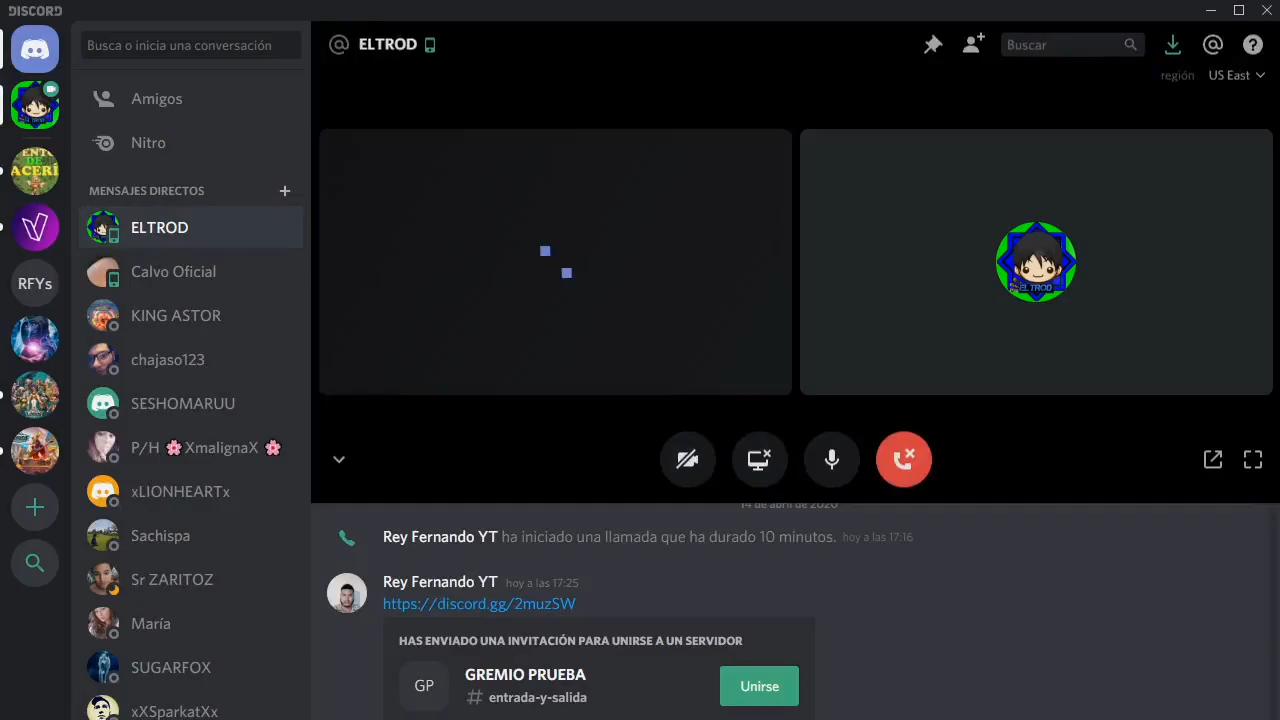 DISCORD
Busca o inicia una conversación
Amigos
Nitro
MENSAJES DIRECTOS
ELTROD
Calvo Oficial
KING ASTOR
chajaso123
SESHOMARUU
P/H 🌸XmalignaX 🌸
xLIONHEARTx
Sachispa
Sr ZARITOZ
María
SUGARFOX
xXSparkatXx
ENTO
DE
ACERÍ
RFYs
ELTROD
Buscar
región US East
ELTROD
14 de abril de 2020
Rey Fernando YT ha iniciado una llamada que ha durado 10 minutos. hoy a las 17:16
Rey Fernando YT hoy a las 17:25
https://discord.gg/2muzSW
HAS ENVIADO UNA INVITACIÓN PARA UNIRSE A UN SERVIDOR
GP
GREMIO PRUEBA
# entrada-y-salida
Unirse